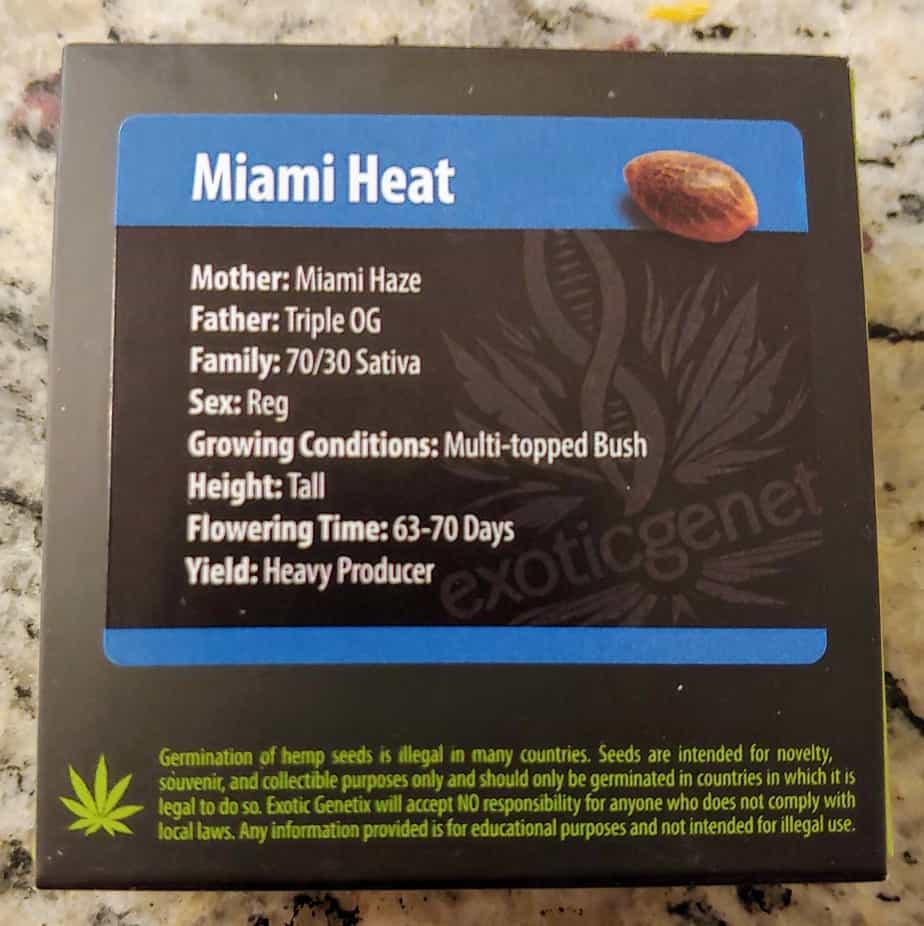 Miami Heat
Mother: Miami Haze
Father: Triple OG
Family: 70/30 Sativa
Sex: Reg
Growing Conditions: Multi-topped Bush
Height: Tall
Flowering Time: 63-70 Days
Yield: Heavy Producer
exoticgenet
Germination of hemp seeds is illegal in many countries. Seeds are intended for novelty,
souvenir, and collectible purposes only and should only be germinated in countries in which it is
legal to do so. Exotic Genetix will accept NO responsibility for anyone who does not comply with
local laws. Any information provided is for educational purposes and not intended for illegal use.